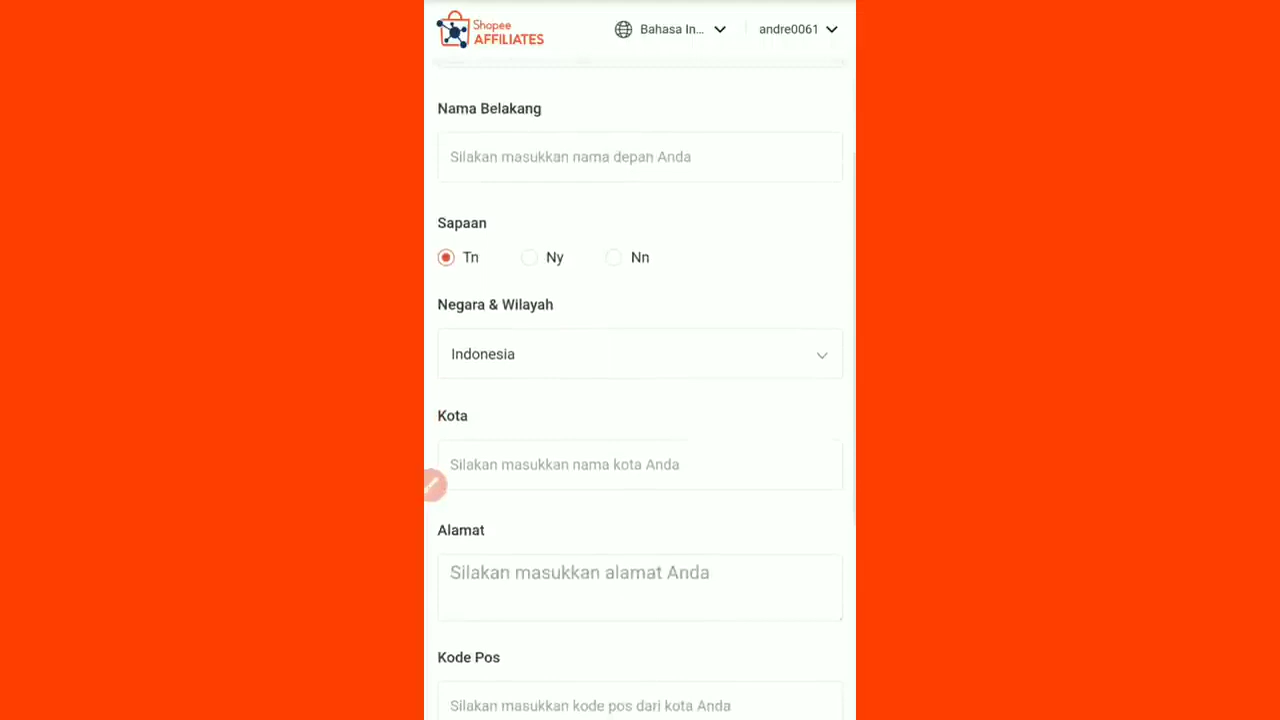 Shopee
AFFILIATES
Bahasa In...
andre0061
Nama Belakang
Silakan masukkan nama depan Anda
Sapaan
Tn
Ny
Nn
Negara & Wilayah
Indonesia
Kota
Silakan masukkan nama kota Anda
Alamat
Silakan masukkan alamat Anda
Kode Pos
Silakan masukkan kode pos dari kota Anda